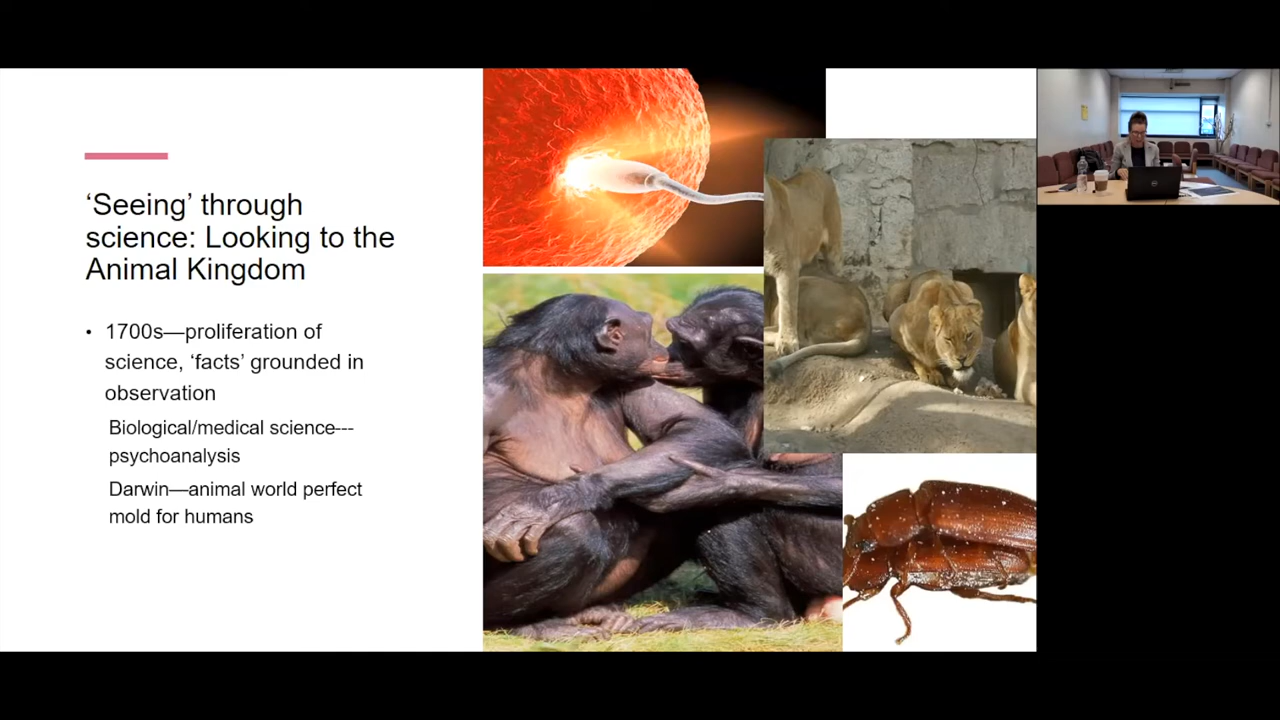 ‘Seeing’ through
science: Looking to the
Animal Kingdom
• 1700s—proliferation of
science, ‘facts’ grounded in
observation
Biological/medical science---
psychoanalysis
Darwin—animal world perfect
mold for humans